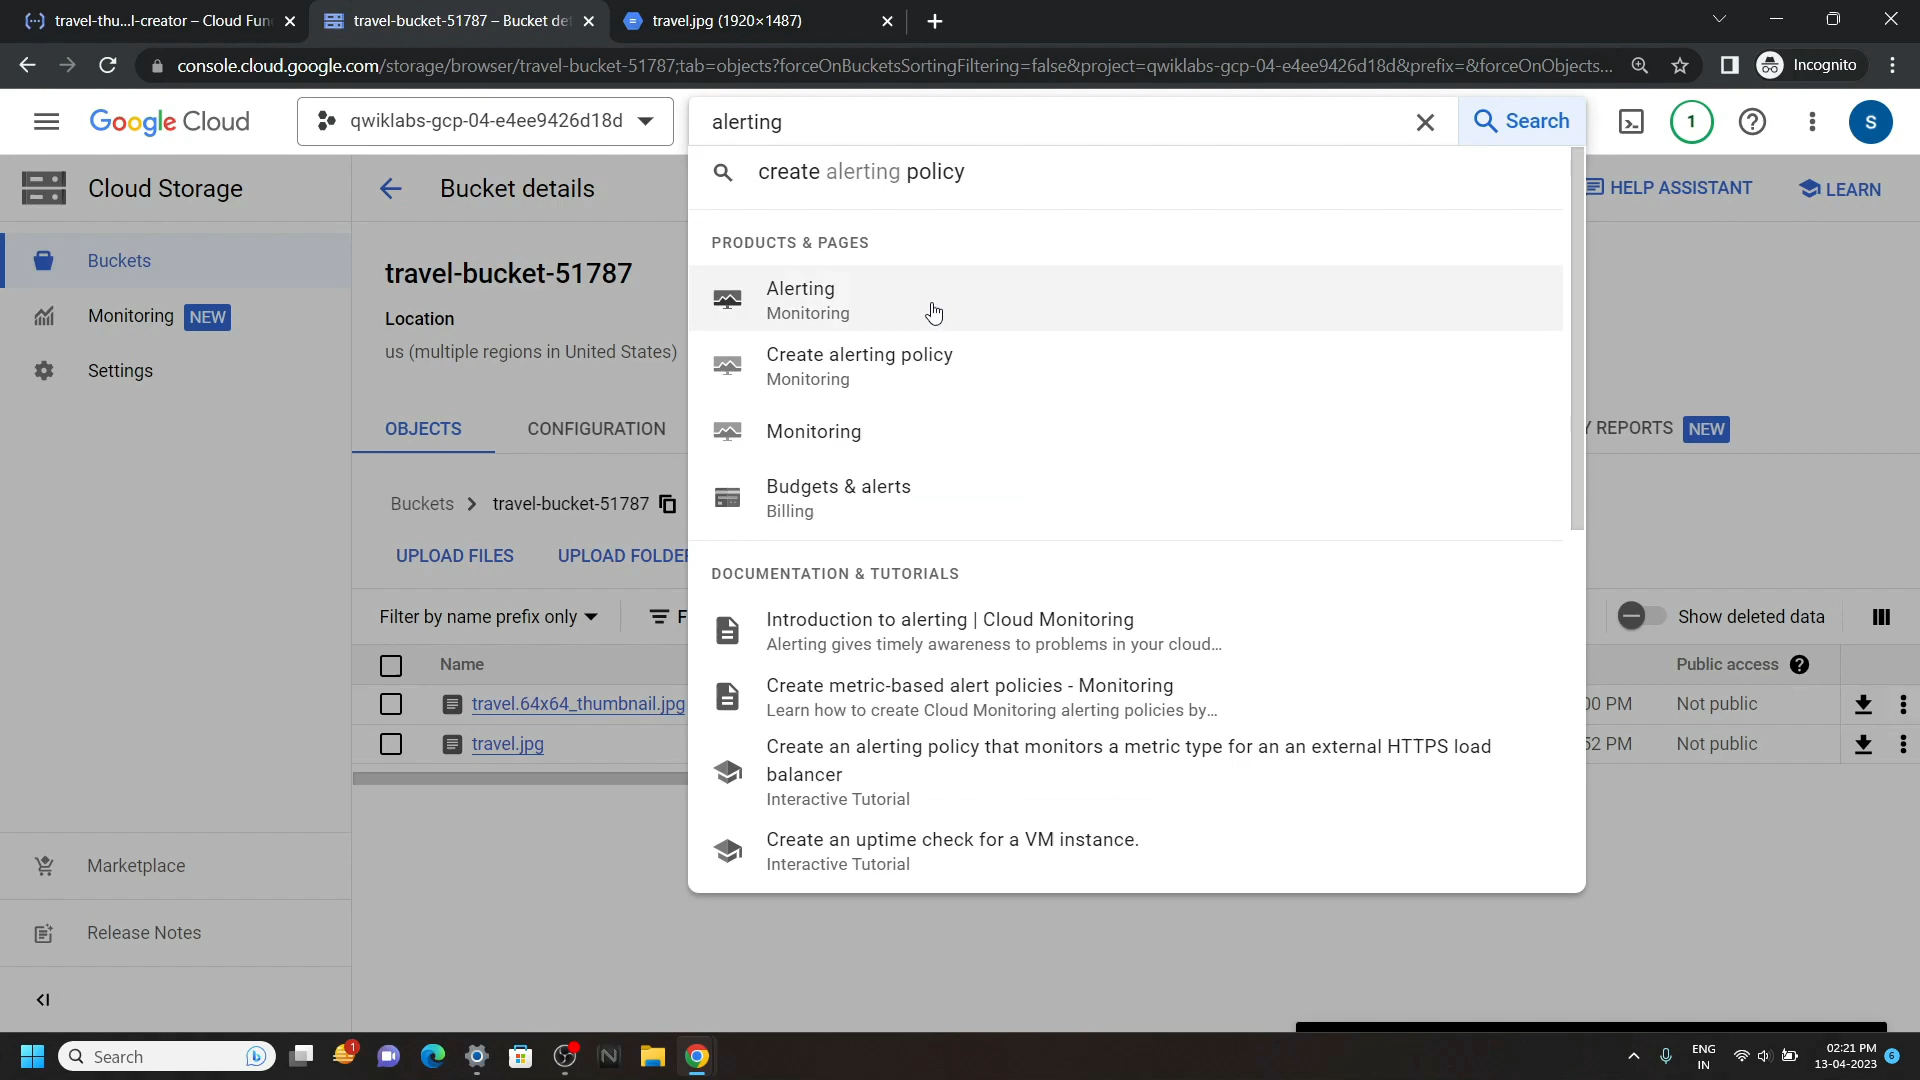 travel-thu...l-creator – Cloud Fun
travel-bucket-51787 – Bucket det
travel.jpg (1920×1487)
console.cloud.google.com/storage/browser/travel-bucket-51787;tab=objects?forceOnBucketsSortingFiltering=false&project=qwiklabs-gcp-04-e4ee9426d18d&prefix=&forceOnObjects...
Incognito
Google Cloud
qwiklabs-gcp-04-e4ee9426d18d
alerting
Search
1
S
Cloud Storage
Bucket details
create alerting policy
HELP ASSISTANT
LEARN
Buckets
Monitoring NEW
Settings
travel-bucket-51787
Location
us (multiple regions in United States)
PRODUCTS & PAGES
Alerting
Monitoring
Create alerting policy
Monitoring
Monitoring
Budgets & alerts
Billing
OBJECTS
CONFIGURATION
Y REPORTS NEW
Buckets > travel-bucket-51787
UPLOAD FILES
UPLOAD FOLDER
DOCUMENTATION & TUTORIALS
Introduction to alerting | Cloud Monitoring
Alerting gives timely awareness to problems in your cloud...
Create metric-based alert policies - Monitoring
Learn how to create Cloud Monitoring alerting policies by...
Create an alerting policy that monitors a metric type for an an external HTTPS load
balancer
Interactive Tutorial
Create an uptime check for a VM instance.
Interactive Tutorial
Filter by name prefix only
F
Show deleted data
Name
Public access
travel.64x64_thumbnail.jpg
00 PM
Not public
travel.jpg
52 PM
Not public
Marketplace
Release Notes
Search
1
N
ENG
IN
02:21 PM
13-04-2023
6